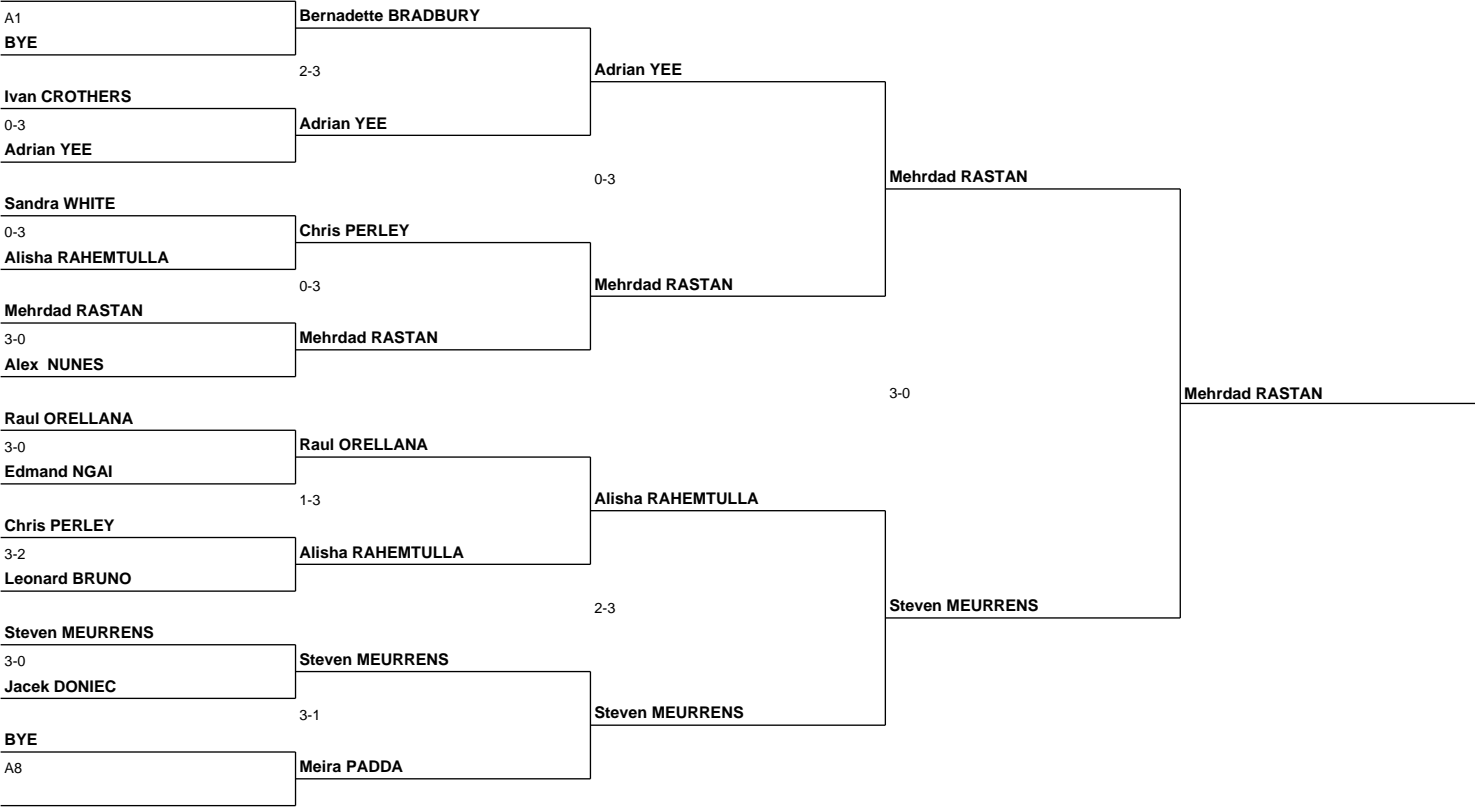 A1
BYE
Ivan CROTHERS
0-3
Adrian YEE
Sandra WHITE
0-3
Alisha RAHEMTULLA
Mehrdad RASTAN
3-0
Alex  NUNES
Raul ORELLANA
3-0
Edmand NGAI
Chris PERLEY
3-2
Leonard BRUNO
Steven MEURRENS
3-0
Jacek DONIEC
BYE
A8
Bernadette BRADBURY
2-3
Adrian YEE
Chris PERLEY
0-3
Mehrdad RASTAN
Raul ORELLANA
1-3
Alisha RAHEMTULLA
Steven MEURRENS
3-1
Meira PADDA
Adrian YEE
0-3
Mehrdad RASTAN
Alisha RAHEMTULLA
2-3
Steven MEURRENS
Mehrdad RASTAN
3-0
Steven MEURRENS
Mehrdad RASTAN